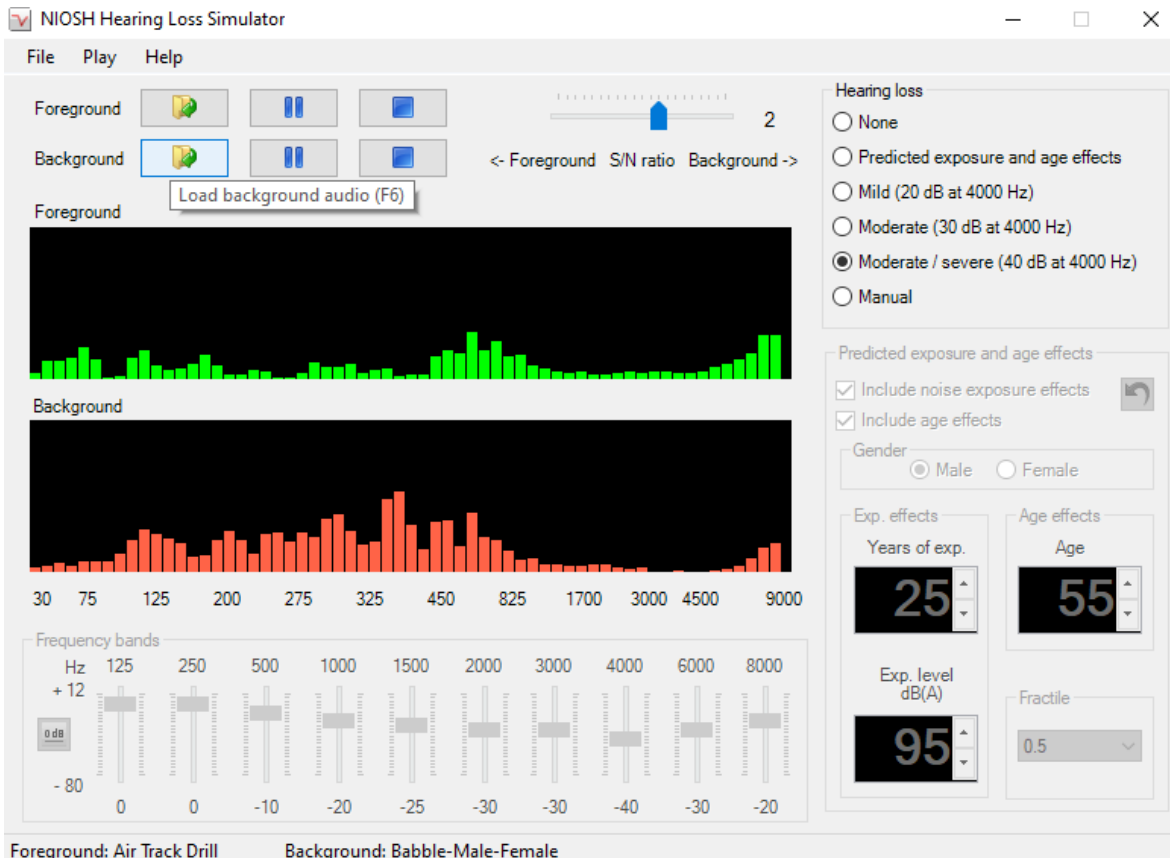 NIOSH Hearing Loss Simulator
File Play Help
Foreground
2
Background
<- Foreground S/N ratio Background ->
Load background audio (F6)
Foreground
Background
30 75 125 200 275 325 450 825 1700 3000 4500 9000
Frequency bands
Hz 125 250 500 1000 1500 2000 3000 4000 6000 8000
+ 12
0 dB
- 80
0 0 -10 -20 -25 -30 -30 -40 -30 -20
Hearing loss
None
Predicted exposure and age effects
Mild (20 dB at 4000 Hz)
Moderate (30 dB at 4000 Hz)
Moderate / severe (40 dB at 4000 Hz)
Manual
Predicted exposure and age effects
Include noise exposure effects
Include age effects
Gender
Male Female
Exp. effects
Years of exp.
25
Exp. level
dB(A)
95
Age effects
Age
55
Fractile
0.5
Foreground: Air Track Drill Background: Babble-Male-Female